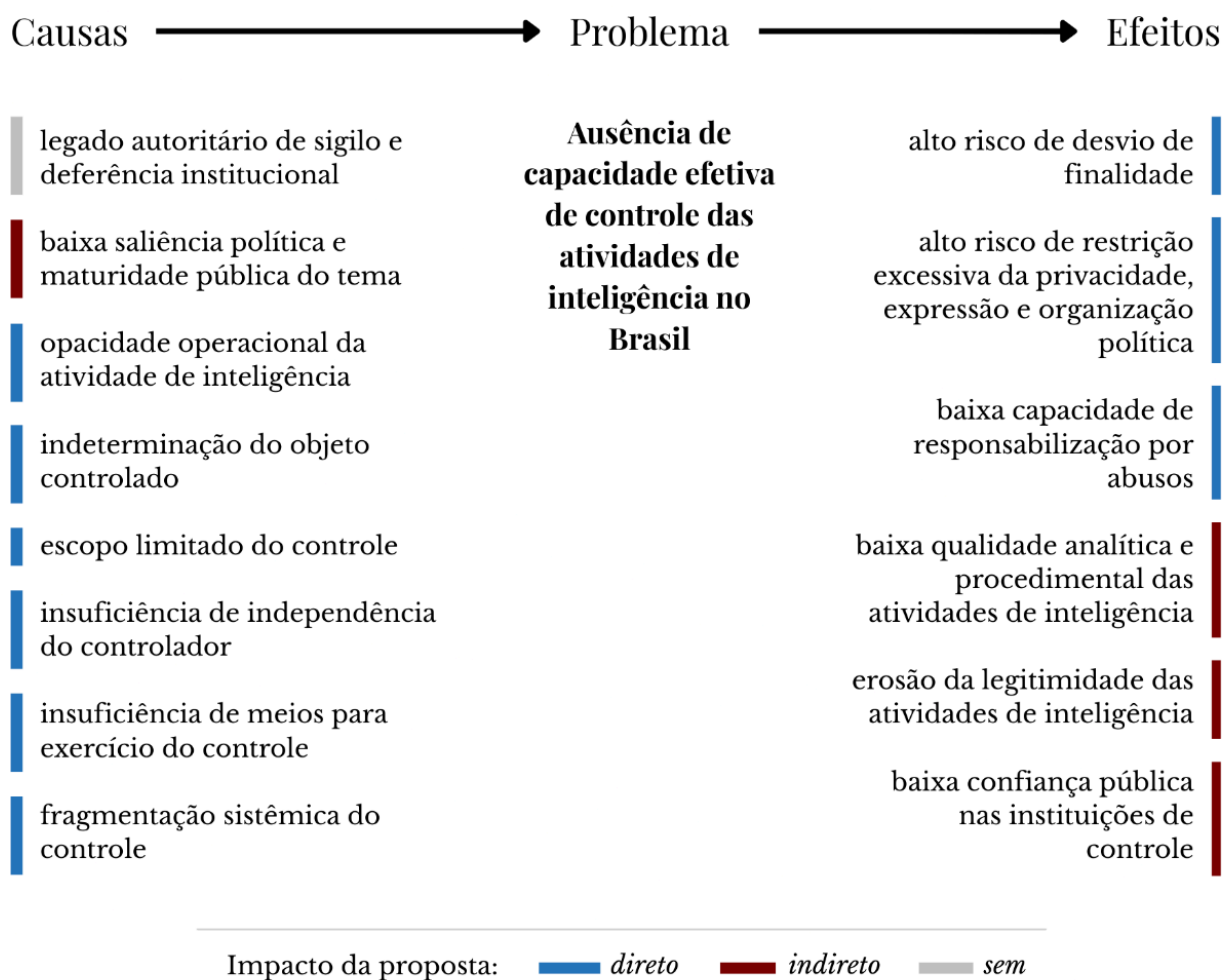 Causas
Problema
Efeitos
legado autoritário de sigilo e
deferência institucional
baixa saliência política e
maturidade pública do tema
opacidade operacional da
atividade de inteligência
indeterminação do objeto
controlado
escopo limitado do controle
insuficiência de independência
do controlador
insuficiência de meios para
exercício do controle
fragmentação sistêmica do
controle
Ausência de
capacidade efetiva
de controle das
atividades de
inteligência no
Brasil
alto risco de desvio de
finalidade
alto risco de restrição
excessiva da privacidade,
expressão e organização
política
baixa capacidade de
responsabilização por
abusos
baixa qualidade analítica e
procedimental das
atividades de inteligência
erosão da legitimidade das
atividades de inteligência
baixa confiança pública
nas instituições de
controle
Impacto da proposta:
direto
indireto
sem